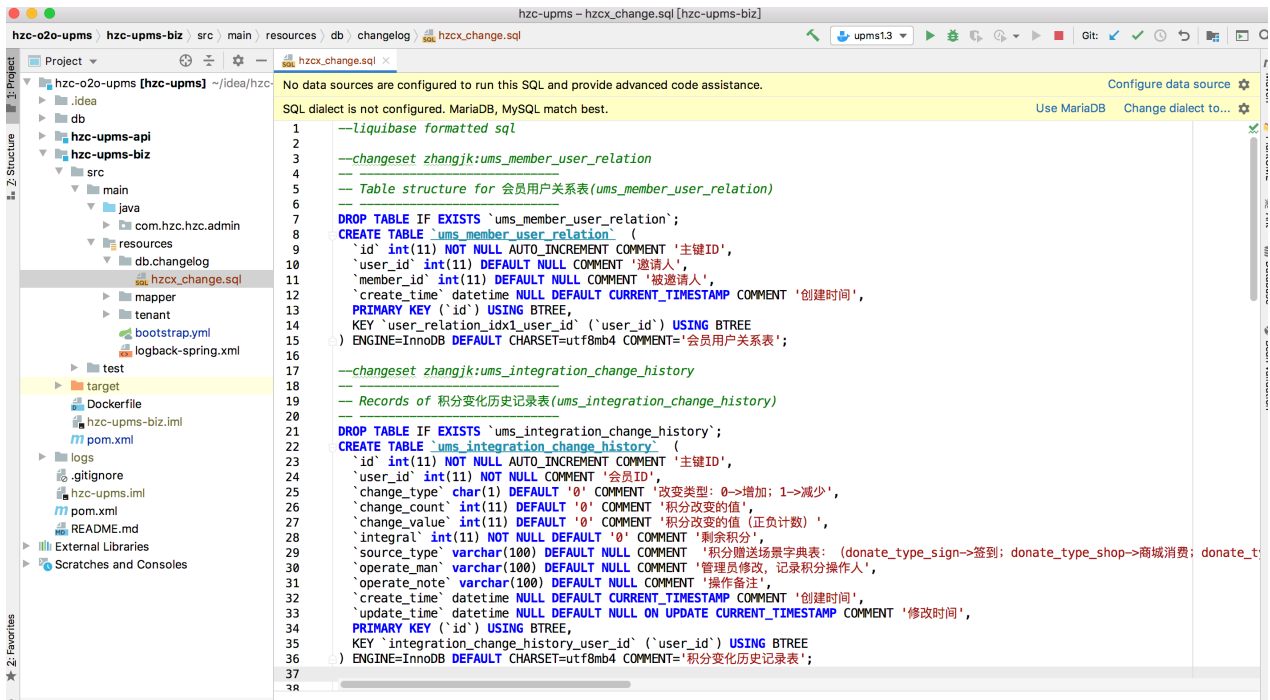 hzc-upms – hzcx_change.sql [hzc-upms-biz]
hzc-o2o-upms hzc-upms-biz src main resources db changelog hzcx_change.sql
upms1.3 Git:
1: Project
Z: Structure
2: Favorites
Project
hzc-o2o-upms [hzc-upms] ~/idea/hzc-
.idea
db
hzc-upms-api
hzc-upms-biz
src
main
java
com.hzc.hzc.admin
resources
db.changelog
hzcx_change.sql
mapper
tenant
bootstrap.yml
logback-spring.xml
test
target
Dockerfile
hzc-upms-biz.iml
pom.xml
logs
.gitignore
hzc-upms.iml
pom.xml
README.md
External Libraries
Scratches and Consoles
hzcx_change.sql
No data sources are configured to run this SQL and provide advanced code assistance. Configure data source
SQL dialect is not configured. MariaDB, MySQL match best. Use MariaDB Change dialect to...
1 --liquibase formatted sql
2
3 --changeset zhangjk:ums_member_user_relation
4 -- ----------------------------
5 -- Table structure for 会员用户关系表(ums_member_user_relation)
6 -- ----------------------------
7 DROP TABLE IF EXISTS `ums_member_user_relation`;
8 CREATE TABLE `ums_member_user_relation` (
9 `id` int(11) NOT NULL AUTO_INCREMENT COMMENT '主键ID',
10 `user_id` int(11) DEFAULT NULL COMMENT '邀请人',
11 `member_id` int(11) DEFAULT NULL COMMENT '被邀请人',
12 `create_time` datetime NULL DEFAULT CURRENT_TIMESTAMP COMMENT '创建时间',
13 PRIMARY KEY (`id`) USING BTREE,
14 KEY `user_relation_idx1_user_id` (`user_id`) USING BTREE
15 ) ENGINE=InnoDB DEFAULT CHARSET=utf8mb4 COMMENT='会员用户关系表';
16
17 --changeset zhangjk:ums_integration_change_history
18 -- ----------------------------
19 -- Records of 积分变化历史记录表(ums_integration_change_history)
20 -- ----------------------------
21 DROP TABLE IF EXISTS `ums_integration_change_history`;
22 CREATE TABLE `ums_integration_change_history` (
23 `id` int(11) NOT NULL AUTO_INCREMENT COMMENT '主键ID',
24 `user_id` int(11) NOT NULL COMMENT '会员ID',
25 `change_type` char(1) DEFAULT '0' COMMENT '改变类型：0->增加；1->减少',
26 `change_count` int(11) DEFAULT '0' COMMENT '积分改变的值',
27 `change_value` int(11) DEFAULT '0' COMMENT '积分改变的值（正负计数）',
28 `integral` int(11) NOT NULL DEFAULT '0' COMMENT '剩余积分',
29 `source_type` varchar(100) DEFAULT NULL COMMENT '积分赠送场景字典表：（donate_type_sign->签到；donate_type_shop->商城消费；donate_t
30 `operate_man` varchar(100) DEFAULT NULL COMMENT '管理员修改，记录积分操作人',
31 `operate_note` varchar(100) DEFAULT NULL COMMENT '操作备注',
32 `create_time` datetime NULL DEFAULT CURRENT_TIMESTAMP COMMENT '创建时间',
33 `update_time` datetime NULL DEFAULT NULL ON UPDATE CURRENT_TIMESTAMP COMMENT '修改时间',
34 PRIMARY KEY (`id`) USING BTREE,
35 KEY `integration_change_history_user_id` (`user_id`) USING BTREE
36 ) ENGINE=InnoDB DEFAULT CHARSET=utf8mb4 COMMENT='积分变化历史记录表';
37
38